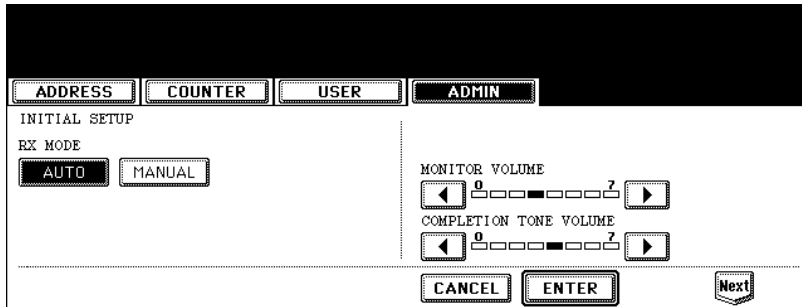 ADDRESS COUNTER USER ADMIN
INITIAL SETUP
RX MODE
AUTO MANUAL
MONITOR VOLUME
0 7
COMPLETION TONE VOLUME
0 7
CANCEL ENTER Next